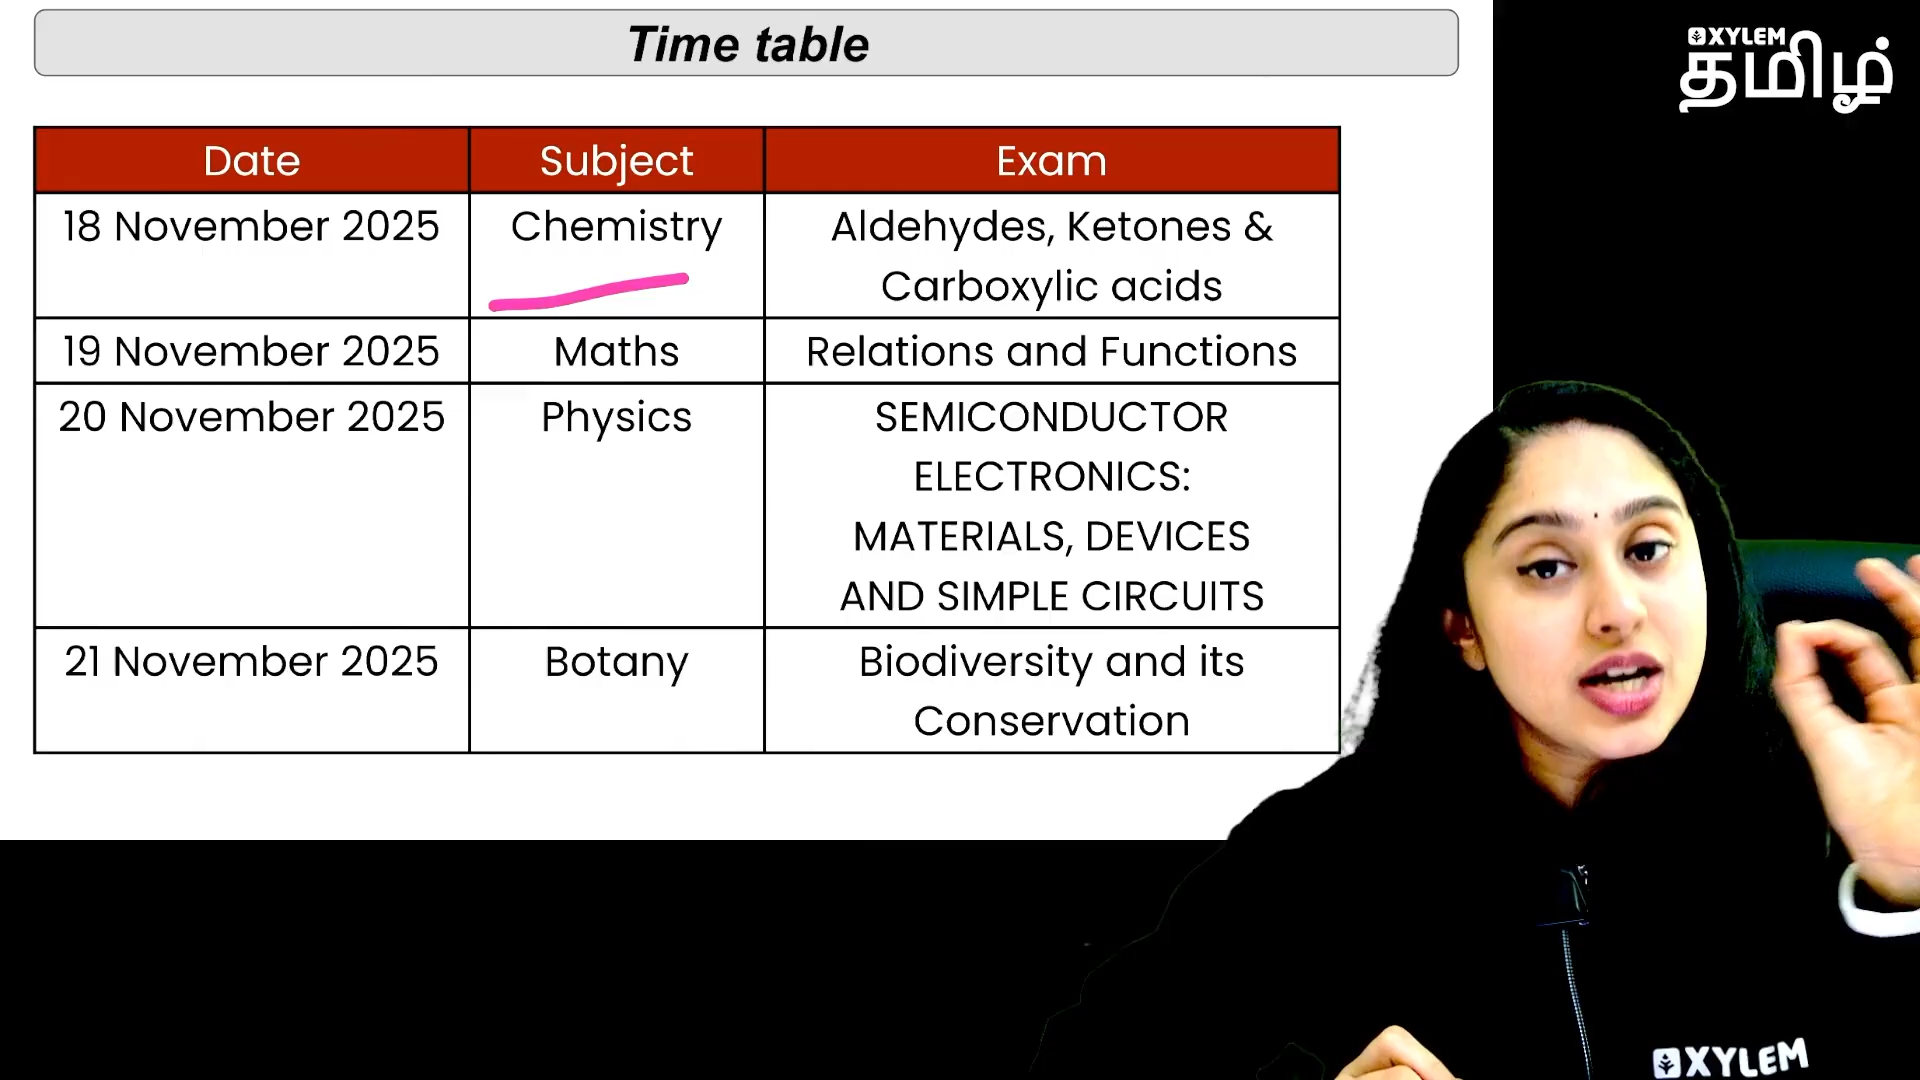 Time table
XYLEM
தமிழ்
Date Subject Exam
18 November 2025 Chemistry Aldehydes, Ketones &
Carboxylic acids
19 November 2025 Maths Relations and Functions
20 November 2025 Physics SEMICONDUCTOR
ELECTRONICS:
MATERIALS, DEVICES
AND SIMPLE CIRCUITS
21 November 2025 Botany Biodiversity and its
Conservation
XYLEM